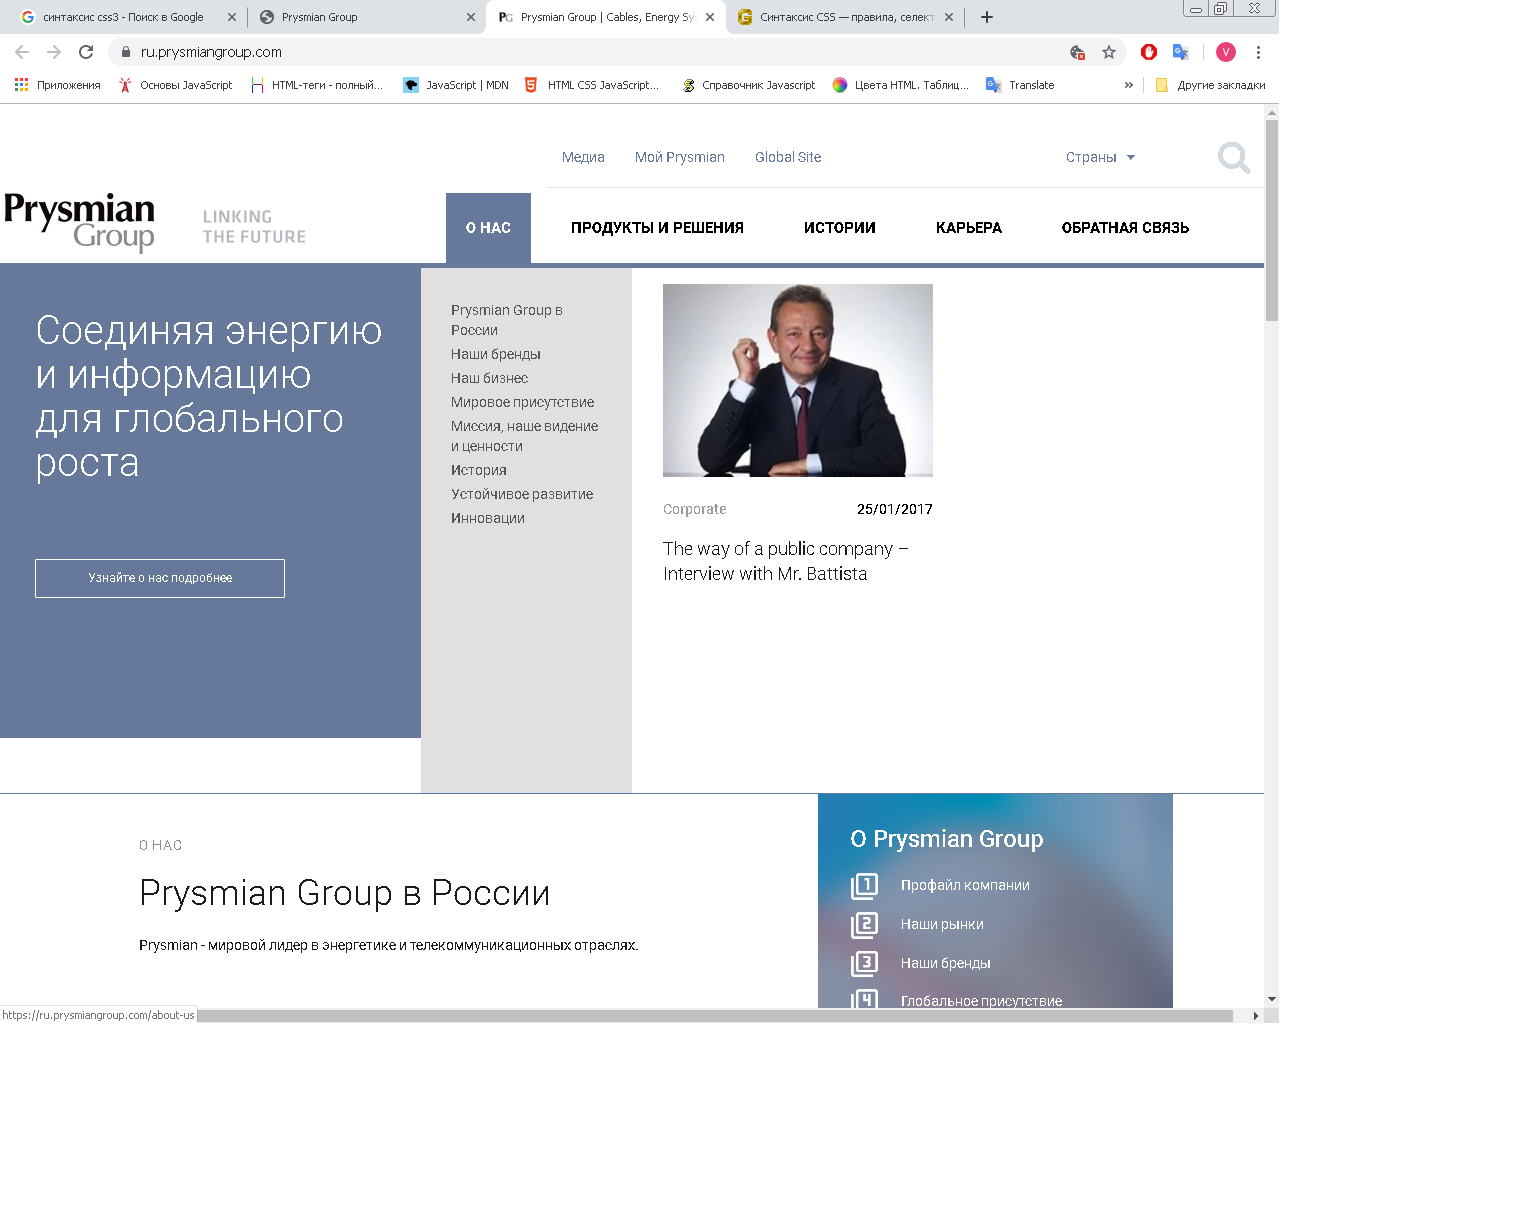 синтаксис css3 - Поиск в Google
Prysmian Group
PG Prysmian Group | Cables, Energy Sy
Синтаксис CSS — правила, селект
ru.prysmiangroup.com
V
Приложения
Основы JavaScript
HTML-теги - полный...
JavaScript | MDN
HTML CSS JavaScript...
Справочник Javascript
Цвета HTML. Таблиц...
Translate
»
Другие закладки
Медиа
Мой Prysmian
Global Site
Страны
Prysmian
Group
LINKING
THE FUTURE
О НАС
ПРОДУКТЫ И РЕШЕНИЯ
ИСТОРИИ
КАРЬЕРА
ОБРАТНАЯ СВЯЗЬ
Соединяя энергию
и информацию
для глобального
роста
Узнайте о нас подробнее
Prysmian Group в
России
Наши бренды
Наш бизнес
Мировое присутствие
Миссия, наше видение
и ценности
История
Устойчивое развитие
Инновации
Corporate
25/01/2017
The way of a public company –
Interview with Mr. Battista
О НАС
Prysmian Group в России
Prysmian - мировой лидер в энергетике и телекоммуникационных отраслях.
О Prysmian Group
1 Профайл компании
2 Наши рынки
3 Наши бренды
4 Глобальное присутствие
https://ru.prysmiangroup.com/about-us